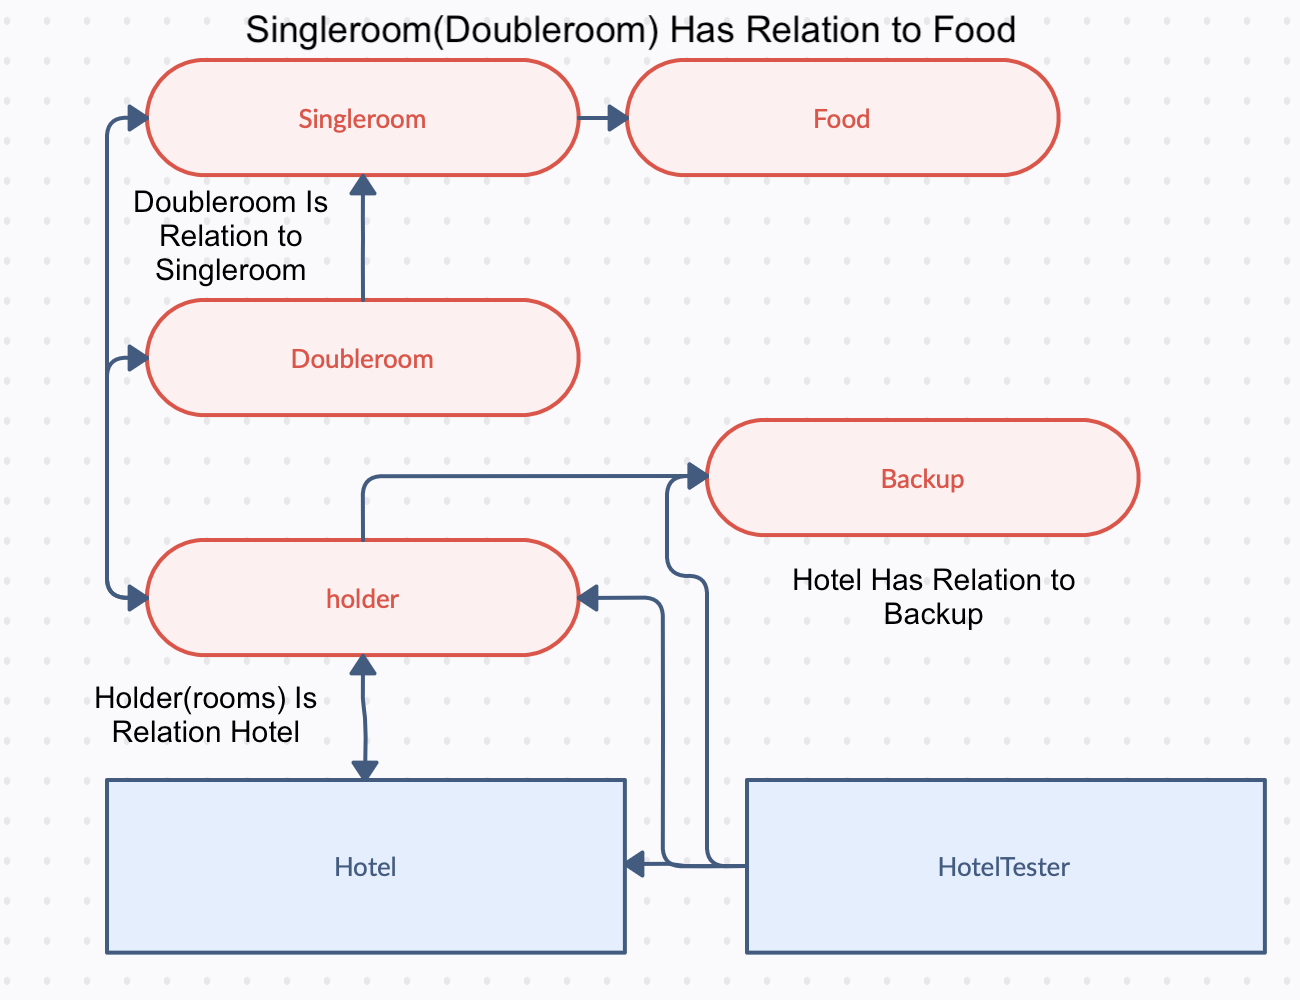 Singleroom(Doubleroom) Has Relation to Food
Singleroom
Food
Doubleroom Is
Relation to
Singleroom
Doubleroom
Backup
Hotel Has Relation to
Backup
holder
Holder(rooms) Is
Relation Hotel
Hotel
HotelTester